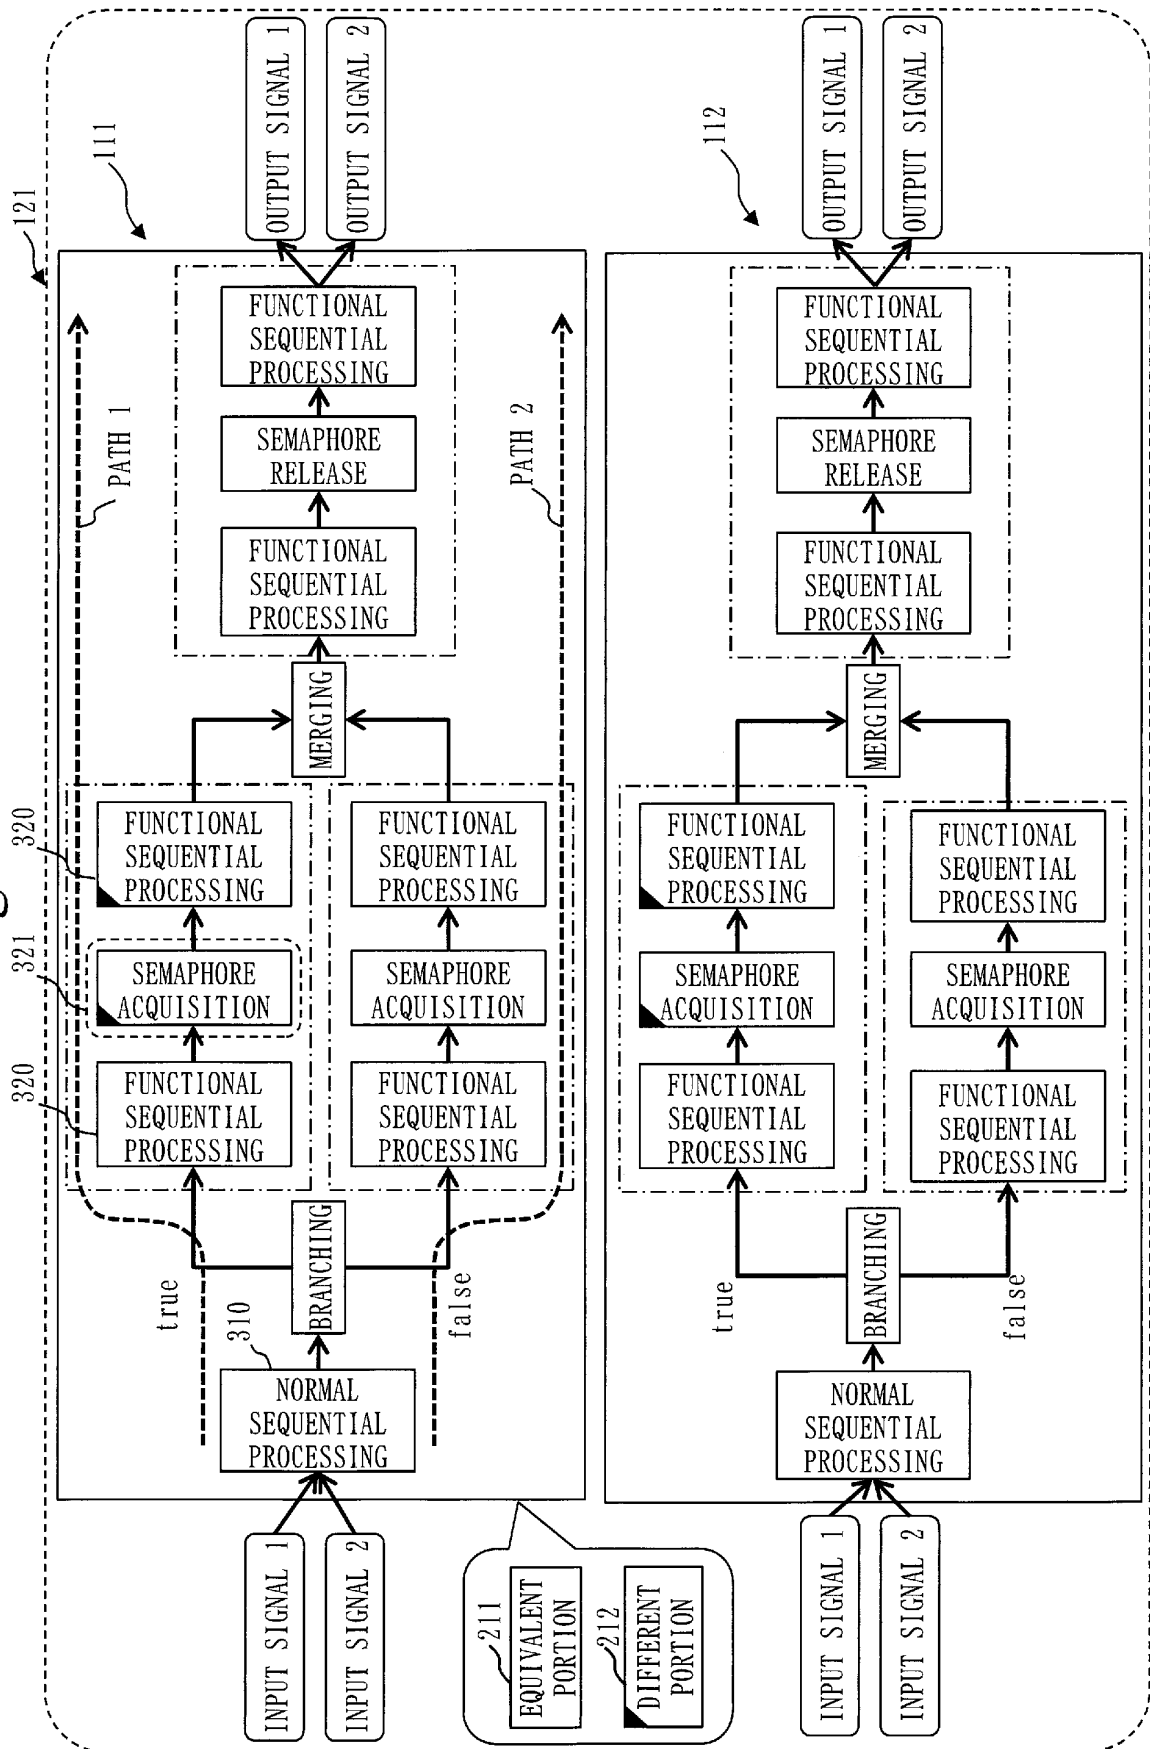 121
111
INPUT SIGNAL 1
INPUT SIGNAL 2
310
NORMAL
SEQUENTIAL
PROCESSING
BRANCHING
true
false
320
FUNCTIONAL
SEQUENTIAL
PROCESSING
321
SEMAPHORE
ACQUISITION
320
FUNCTIONAL
SEQUENTIAL
PROCESSING
FUNCTIONAL
SEQUENTIAL
PROCESSING
SEMAPHORE
ACQUISITION
FUNCTIONAL
SEQUENTIAL
PROCESSING
MERGING
PATH 1
PATH 2
FUNCTIONAL
SEQUENTIAL
PROCESSING
SEMAPHORE
RELEASE
FUNCTIONAL
SEQUENTIAL
PROCESSING
OUTPUT SIGNAL 1
OUTPUT SIGNAL 2
211
EQUIVALENT
PORTION
212
DIFFERENT
PORTION
112
INPUT SIGNAL 1
INPUT SIGNAL 2
NORMAL
SEQUENTIAL
PROCESSING
BRANCHING
true
false
FUNCTIONAL
SEQUENTIAL
PROCESSING
SEMAPHORE
ACQUISITION
FUNCTIONAL
SEQUENTIAL
PROCESSING
FUNCTIONAL
SEQUENTIAL
PROCESSING
SEMAPHORE
ACQUISITION
FUNCTIONAL
SEQUENTIAL
PROCESSING
MERGING
FUNCTIONAL
SEQUENTIAL
PROCESSING
SEMAPHORE
RELEASE
FUNCTIONAL
SEQUENTIAL
PROCESSING
OUTPUT SIGNAL 1
OUTPUT SIGNAL 2